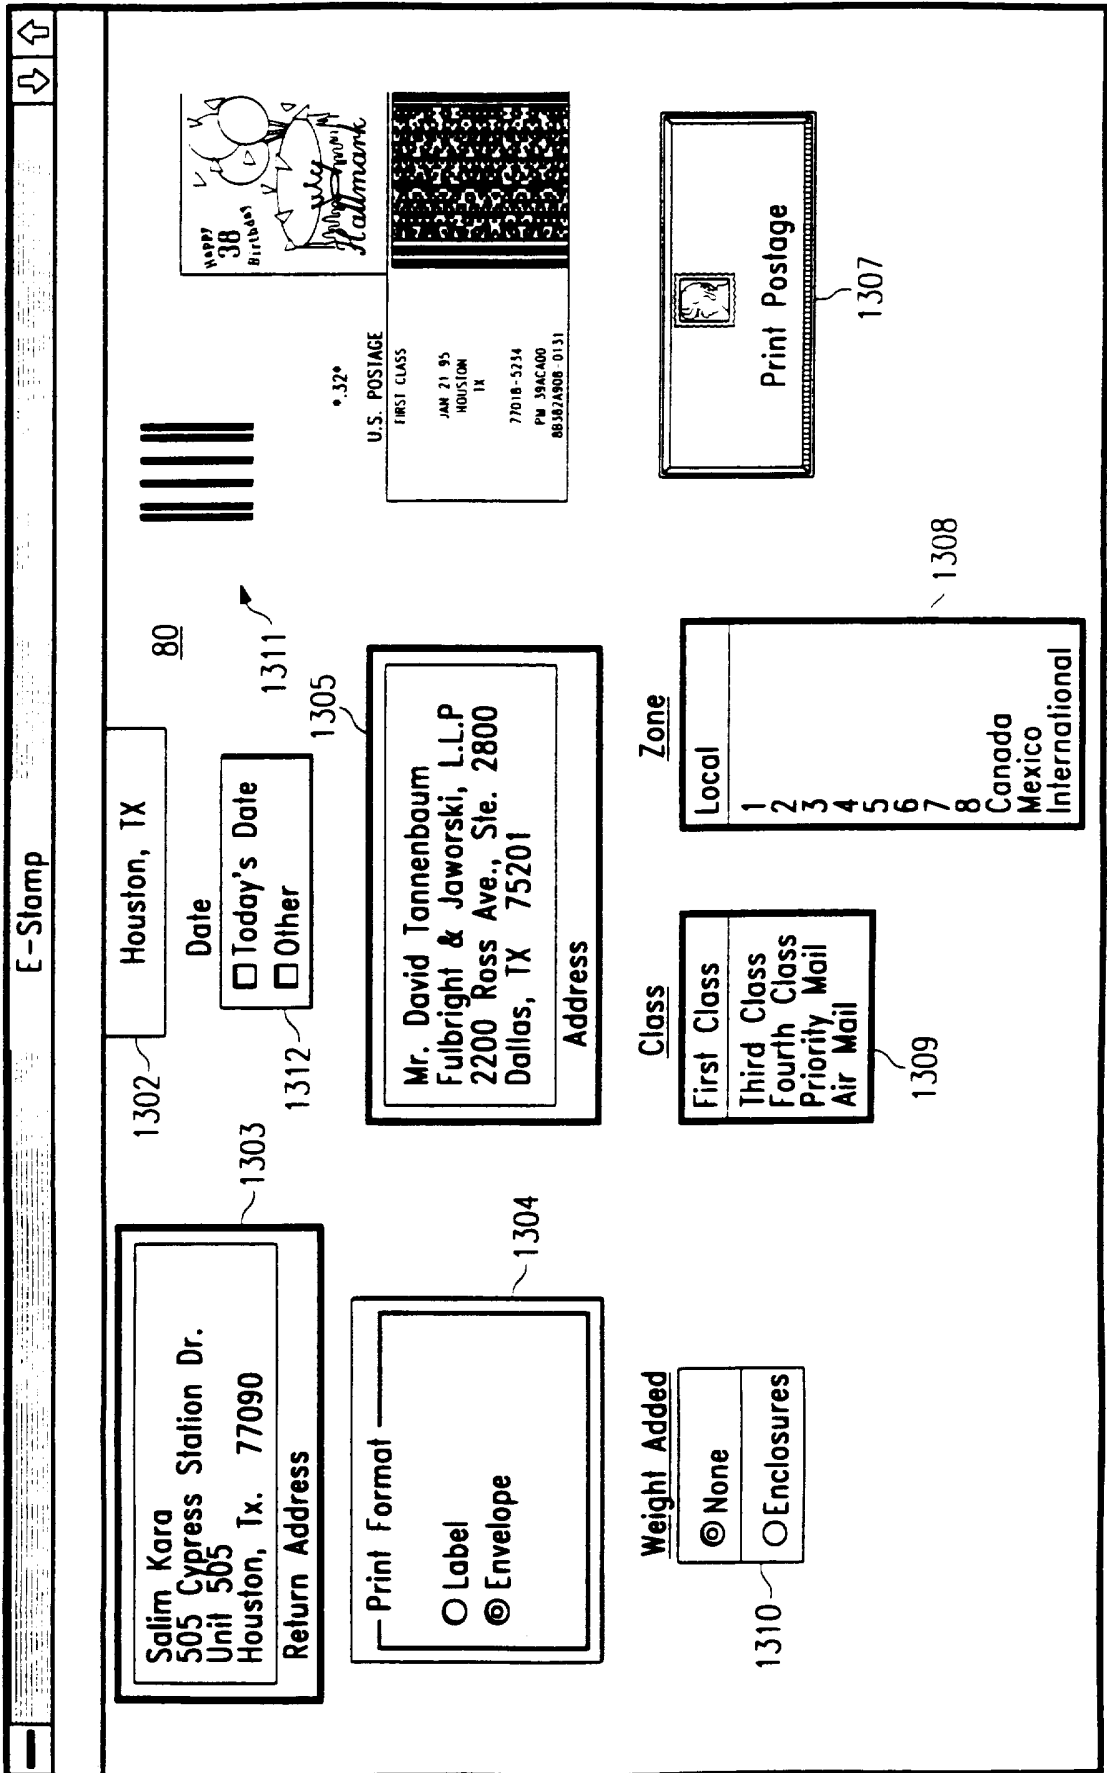 E-Stamp
Houston, TX
1302
80
Date
Today's Date
Other
1312
1311
Salim Kara
505 Cypress Station Dr.
Unit 505
Houston, Tx. 77090
Return Address
1303
HAPPY
38
Birthday
July
Hallmark
*.32*
U.S. POSTAGE
FIRST CLASS
JAN 21 95
HOUSTON
TX
77018-5234
PM 39ACA00
8B382A908-0131
Print Format
Label
Envelope
1304
Mr. David Tannenbaum
Fulbright & Jaworski, L.L.P
2200 Ross Ave., Ste. 2800
Dallas, TX 75201
Address
1305
Weight Added
None
Enclosures
1310
Class
First Class
Third Class
Fourth Class
Priority Mail
Air Mail
1309
Zone
Local
1
2
3
4
5
6
7
8
Canada
Mexico
International
1308
Print Postage
1307